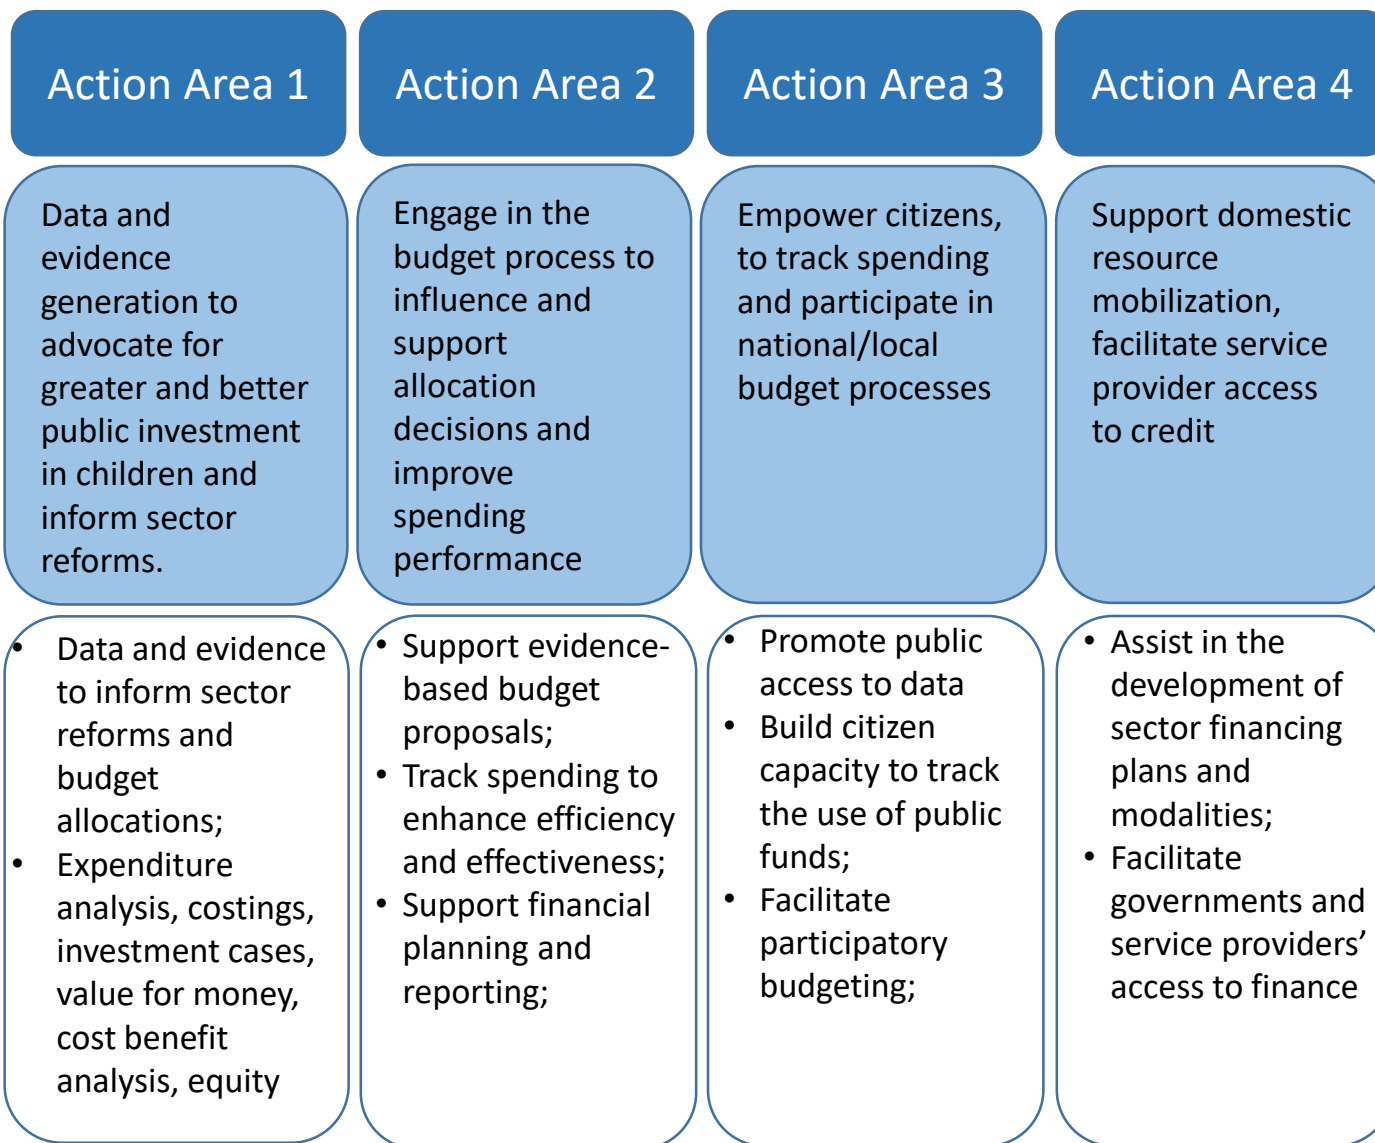 Action Area 1
Action Area 2
Action Area 3
Action Area 4
Data and
evidence
generation to
advocate for
greater and better
public investment
in children and
inform sector
reforms.
Engage in the
budget process to
influence and
support
allocation
decisions and
improve
spending
performance
Empower citizens,
to track spending
and participate in
national/local
budget processes
Support domestic
resource
mobilization,
facilitate service
provider access
to credit
• Data and evidence
to inform sector
reforms and
budget
allocations;
• Expenditure
analysis, costings,
investment cases,
value for money,
cost benefit
analysis, equity
• Support evidence-
based budget
proposals;
• Track spending to
enhance efficiency
and effectiveness;
• Support financial
planning and
reporting;
• Promote public
access to data
• Build citizen
capacity to track
the use of public
funds;
• Facilitate
participatory
budgeting;
• Assist in the
development of
sector financing
plans and
modalities;
• Facilitate
governments and
service providers’
access to finance